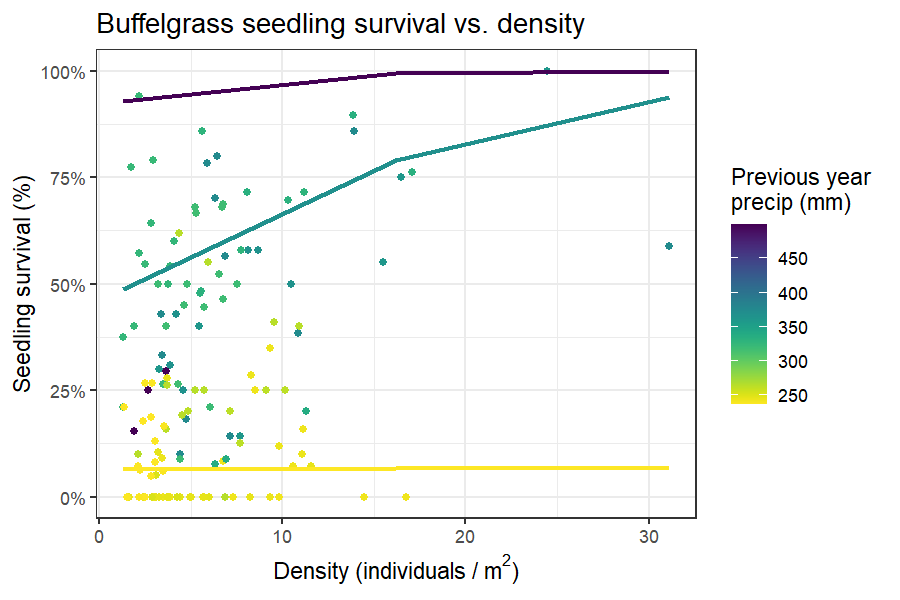 Buffelgrass seedling survival vs. density
100%
75%
50%
25%
0%
Seedling survival (%)
0
10
20
30
Density (individuals / m²)
Previous year
precip (mm)
450
400
350
300
250